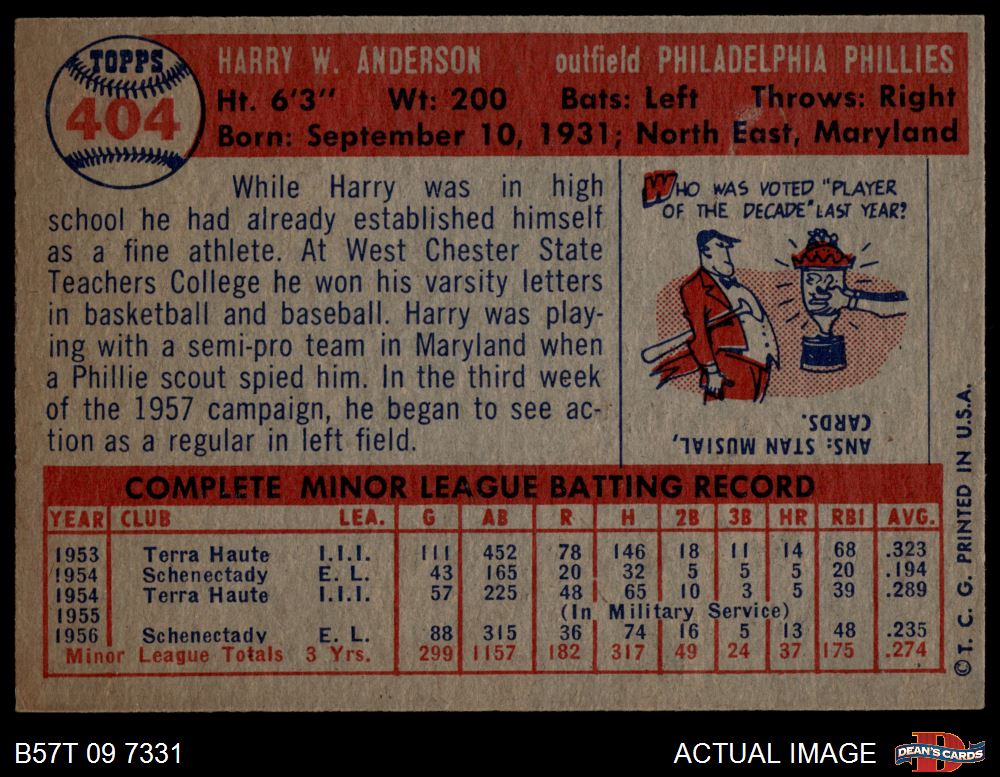 TOPPS
404
HARRY W. ANDERSON outfield PHILADELPHIA PHILLIES
Ht. 6'3" Wt: 200 Bats: Left Throws: Right
Born: September 10, 1931; North East, Maryland
While Harry was in high
school he had already established himself
as a fine athlete. At West Chester State
Teachers College he won his varsity letters
in basketball and baseball. Harry was play-
ing with a semi-pro team in Maryland when
a Phillie scout spied him. In the third week
of the 1957 campaign, he began to see ac-
tion as a regular in left field.
WHO WAS VOTED "PLAYER
OF THE DECADE" LAST YEAR?
ANS: STAN MUSIAL,
CARDS.
COMPLETE MINOR LEAGUE BATTING RECORD
YEAR CLUB LEA. G AB R H 2B 3B HR RBI AVG.
1953 Terra Haute I.I.I. 111 452 78 146 18 11 14 68 .323
1954 Schenectady E. L. 43 165 20 32 5 5 5 20 .194
1954 Terra Haute I.I.I. 57 225 48 65 10 3 5 39 .289
1955 (In Military Service)
1956 Schenectady E. L. 88 315 36 74 16 5 13 48 .235
Minor League Totals 3 Yrs. 299 1157 182 317 49 24 37 175 .274
© T. C. G. PRINTED IN U.S.A.
B57T 09 7331
ACTUAL IMAGE
DEAN'S CARDS